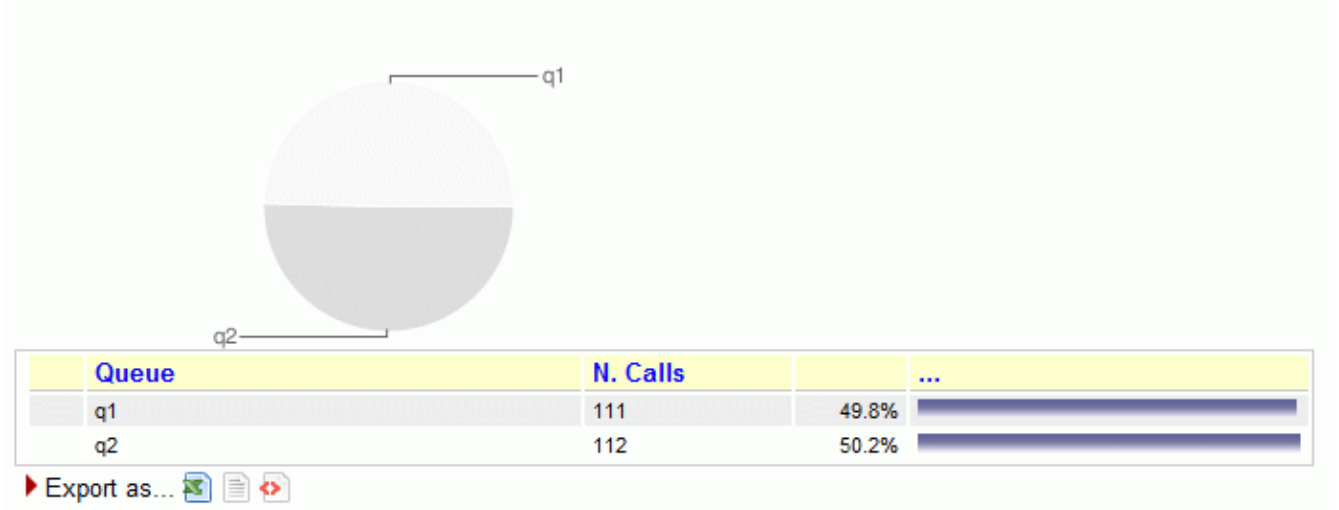 q1
q2
Queue N. Calls ...
q1 111 49.8%
q2 112 50.2%
Export as...